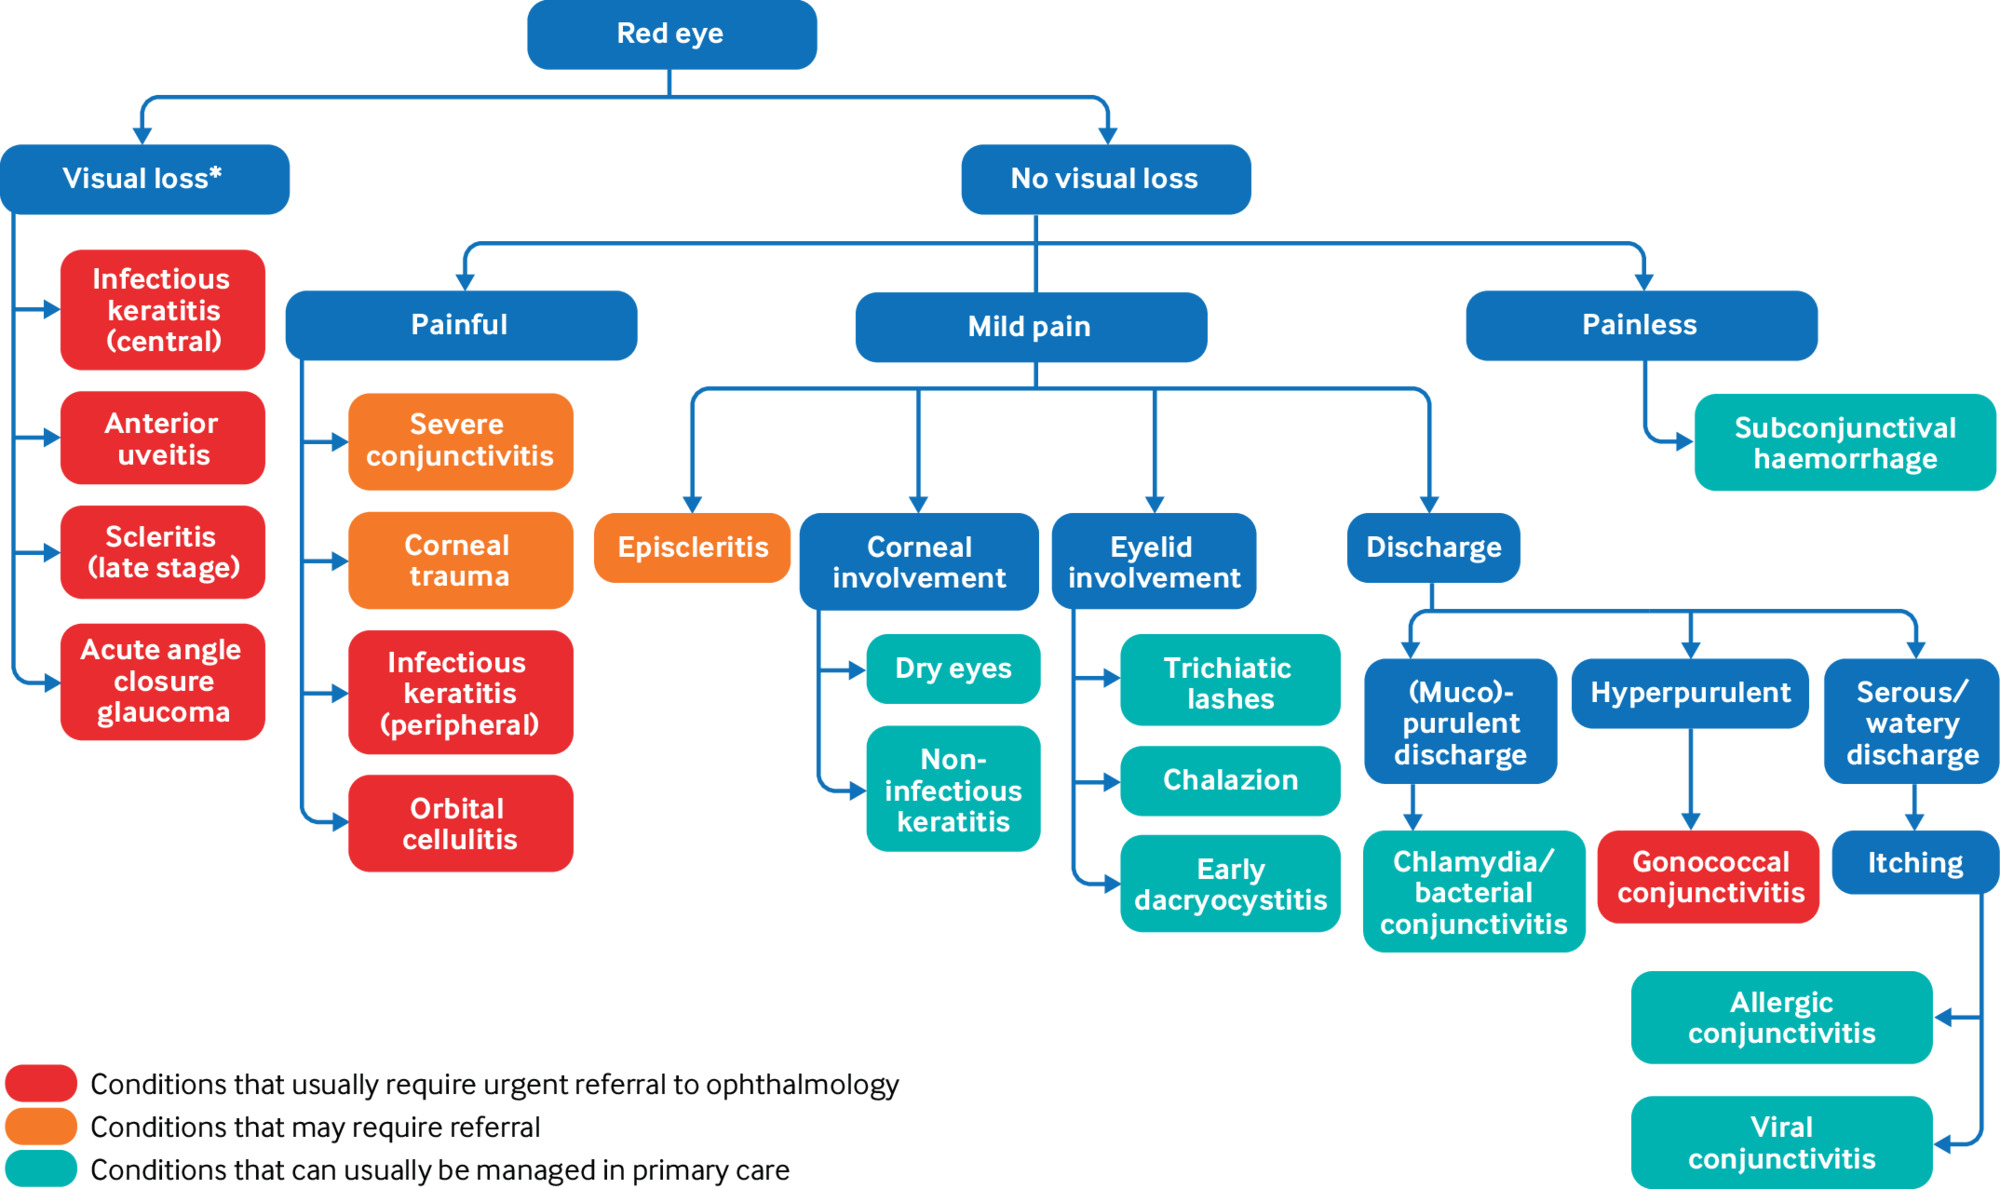 Red eye
Visual loss*
No visual loss
Infectious
keratitis
(central)
Anterior
uveitis
Scleritis
(late stage)
Acute angle
closure
glaucoma
Painful
Severe
conjunctivitis
Corneal
trauma
Infectious
keratitis
(peripheral)
Orbital
cellulitis
Mild pain
Episcleritis
Corneal
involvement
Dry eyes
Non-
infectious
keratitis
Eyelid
involvement
Trichiatic
lashes
Chalazion
Early
dacryocystitis
Discharge
(Muco)-
purulent
discharge
Chlamydia/
bacterial
conjunctivitis
Hyperpurulent
Gonococcal
conjunctivitis
Serous/
watery
discharge
Itching
Allergic
conjunctivitis
Viral
conjunctivitis
Painless
Subconjunctival
haemorrhage
Conditions that usually require urgent referral to ophthalmology
Conditions that may require referral
Conditions that can usually be managed in primary care